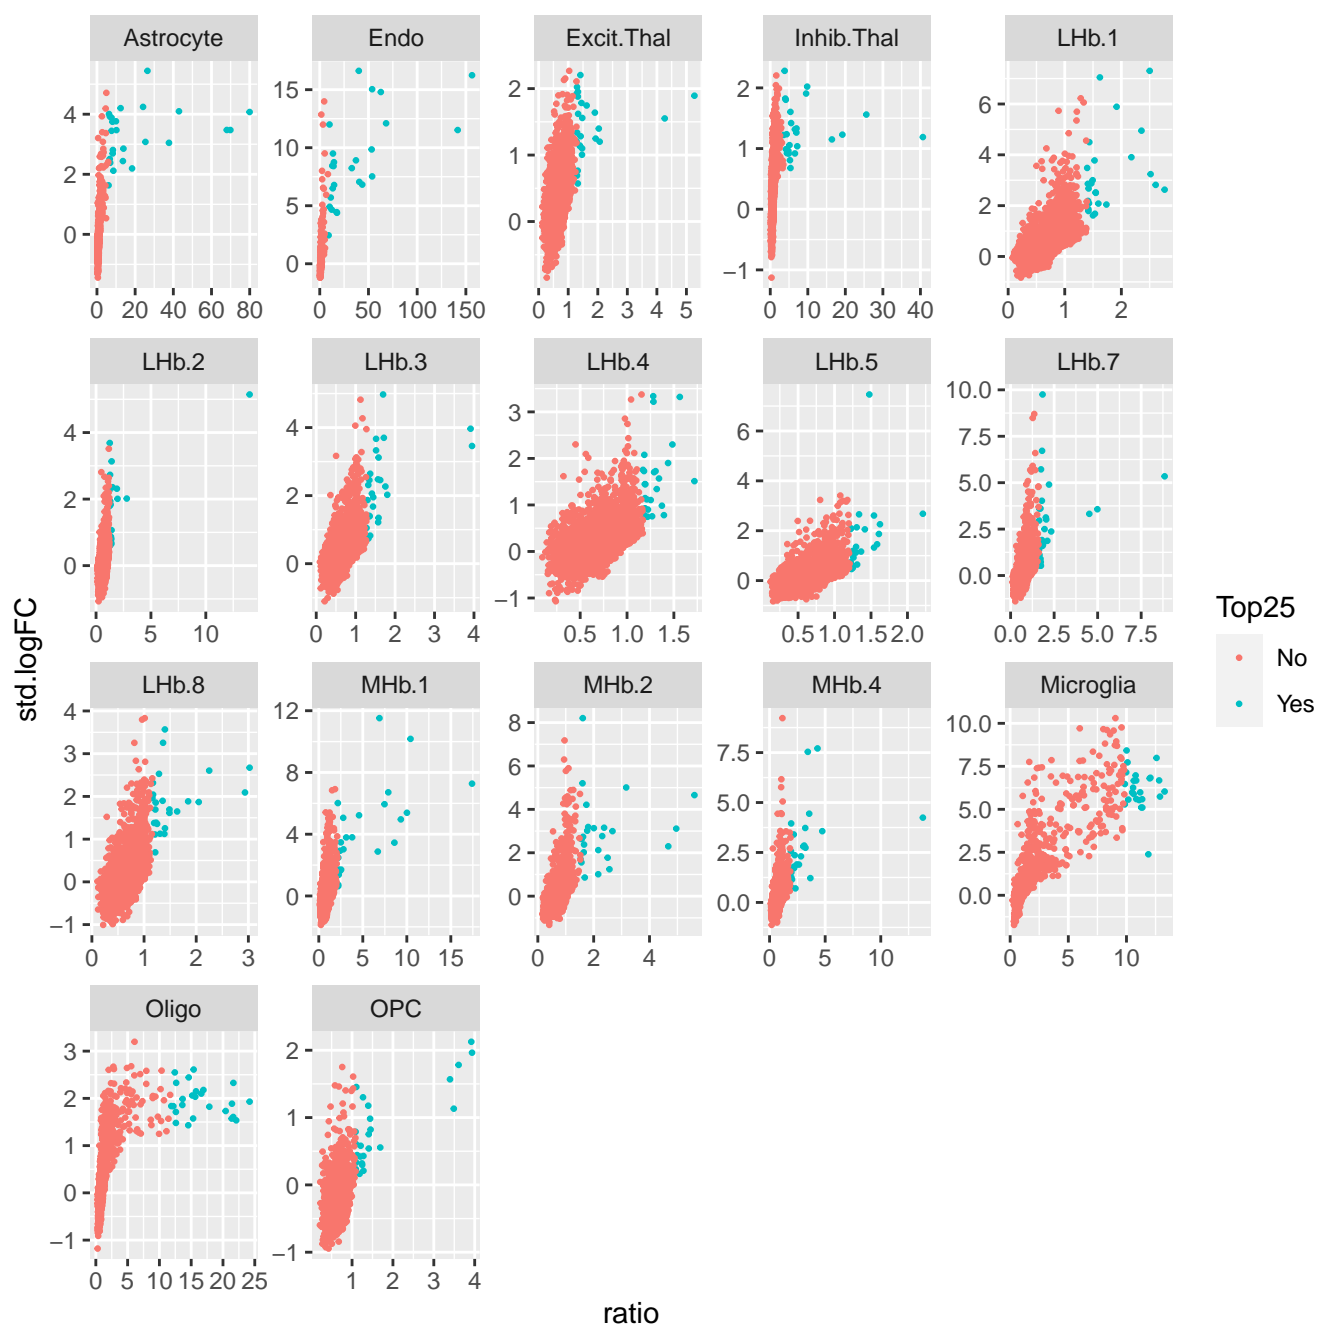 Astrocyte Endo Excit.Thal Inhib.Thal LHb.1
0 2 4
0 20 40 60 80
0 5 10 15
0 50 100 150
0 1 2
0 1 2 3 4 5
−1 0 1 2
0 10 20 30 40
0 2 4 6
0 1 2
LHb.2 LHb.3 LHb.4 LHb.5 LHb.7
0 2 4
0 5 10
0 2 4
0 1 2 3 4
−1 0 1 2 3
0.5 1.0 1.5
0 2 4 6
0.5 1.0 1.5 2.0
0.0 2.5 5.0 7.5 10.0
0.0 2.5 5.0 7.5
LHb.8 MHb.1 MHb.2 MHb.4 Microglia
−1 0 1 2 3 4
0 1 2 3
0 4 8 12
0 5 10 15
0 2 4 6 8
0 2 4
0.0 2.5 5.0 7.5
0 5 10
0.0 2.5 5.0 7.5 10.0
0 5 10
Oligo OPC
−1 0 1 2 3
0 5 10 15 20 25
−1 0 1 2
1 2 3 4
std.logFC
ratio
Top25
No
Yes